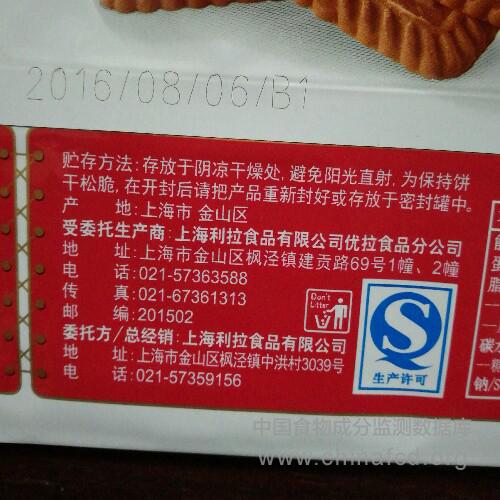 2016/08/06/B1
贮存方法:存放于阴凉干燥处,避免阳光直射,为保持饼
干松脆,在开封后请把产品重新封好或存放于密封罐中。
产 地:上海市 金山区
受委托生产商:上海利拉食品有限公司优拉食品分公司
地 址:上海市金山区枫泾镇建贡路69号1幢、2幢
电 话:021-57363588
传 真:021-67361313
邮 编:201502
委托方/总经销:上海利拉食品有限公司
地 址:上海市金山区枫泾镇中洪村3039号
电 话:021-57359156
Don't
Litter
生产许可
蛋
脂
碳水
一糖
钠/S
中国食物成分监测数据库
www.chinafcd.org